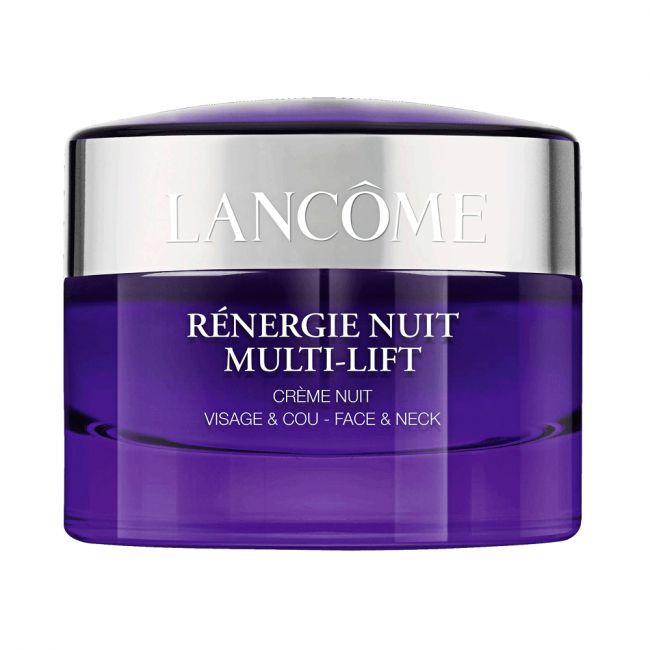 LANCÔME
RÉNERGIE NUIT
MULTI-LIFT
CRÈME NUIT
VISAGE & COU - FACE & NECK